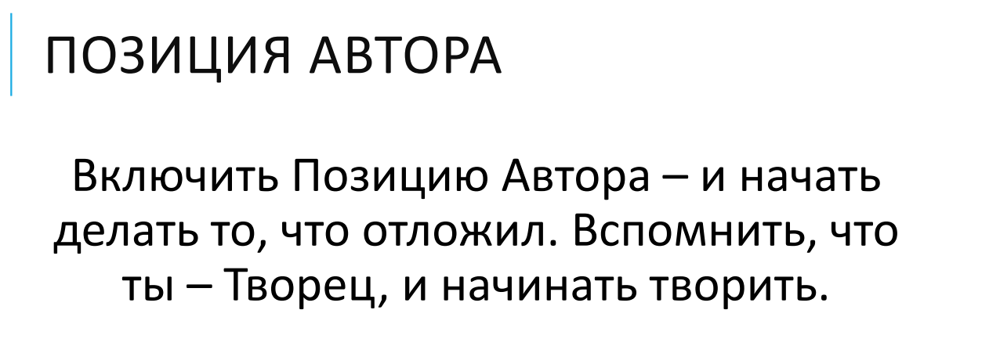 ПОЗИЦИЯ АВТОРА
Включить Позицию Автора – и начать
делать то, что отложил. Вспомнить, что
ты – Творец, и начинать творить.